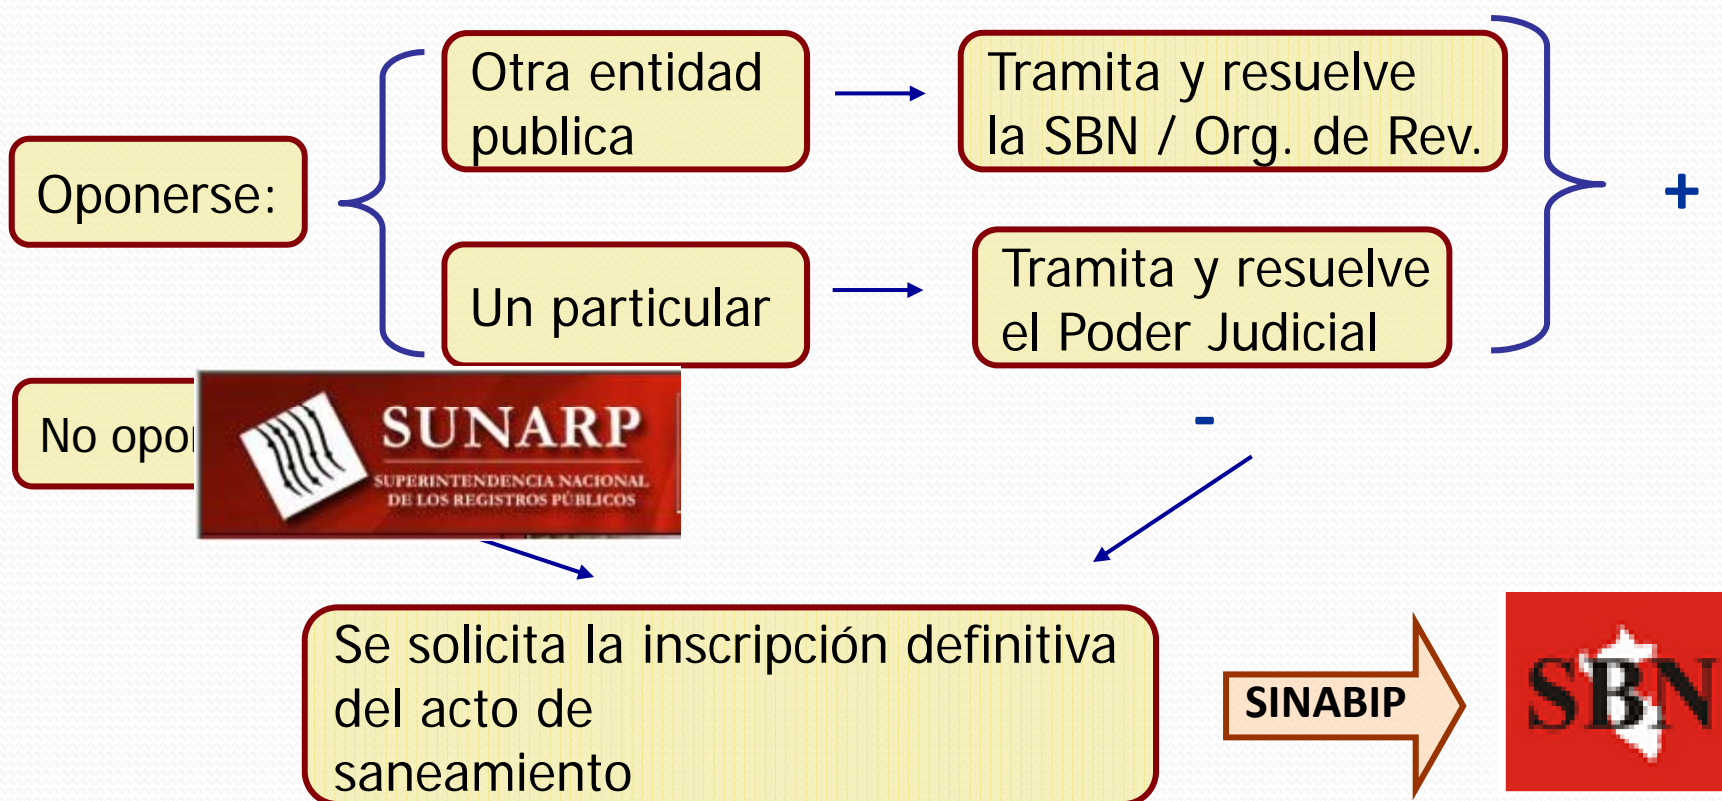 Otra entidad
publica
Tramita y resuelve
la SBN / Org. de Rev.
Oponerse:
+
Un particular
Tramita y resuelve
el Poder Judicial
No opo
SUNARP
SUPERINTENDENCIA NACIONAL
DE LOS REGISTROS PÚBLICOS
-
Se solicita la inscripción definitiva
del acto de
saneamiento
SINABIP
SBN